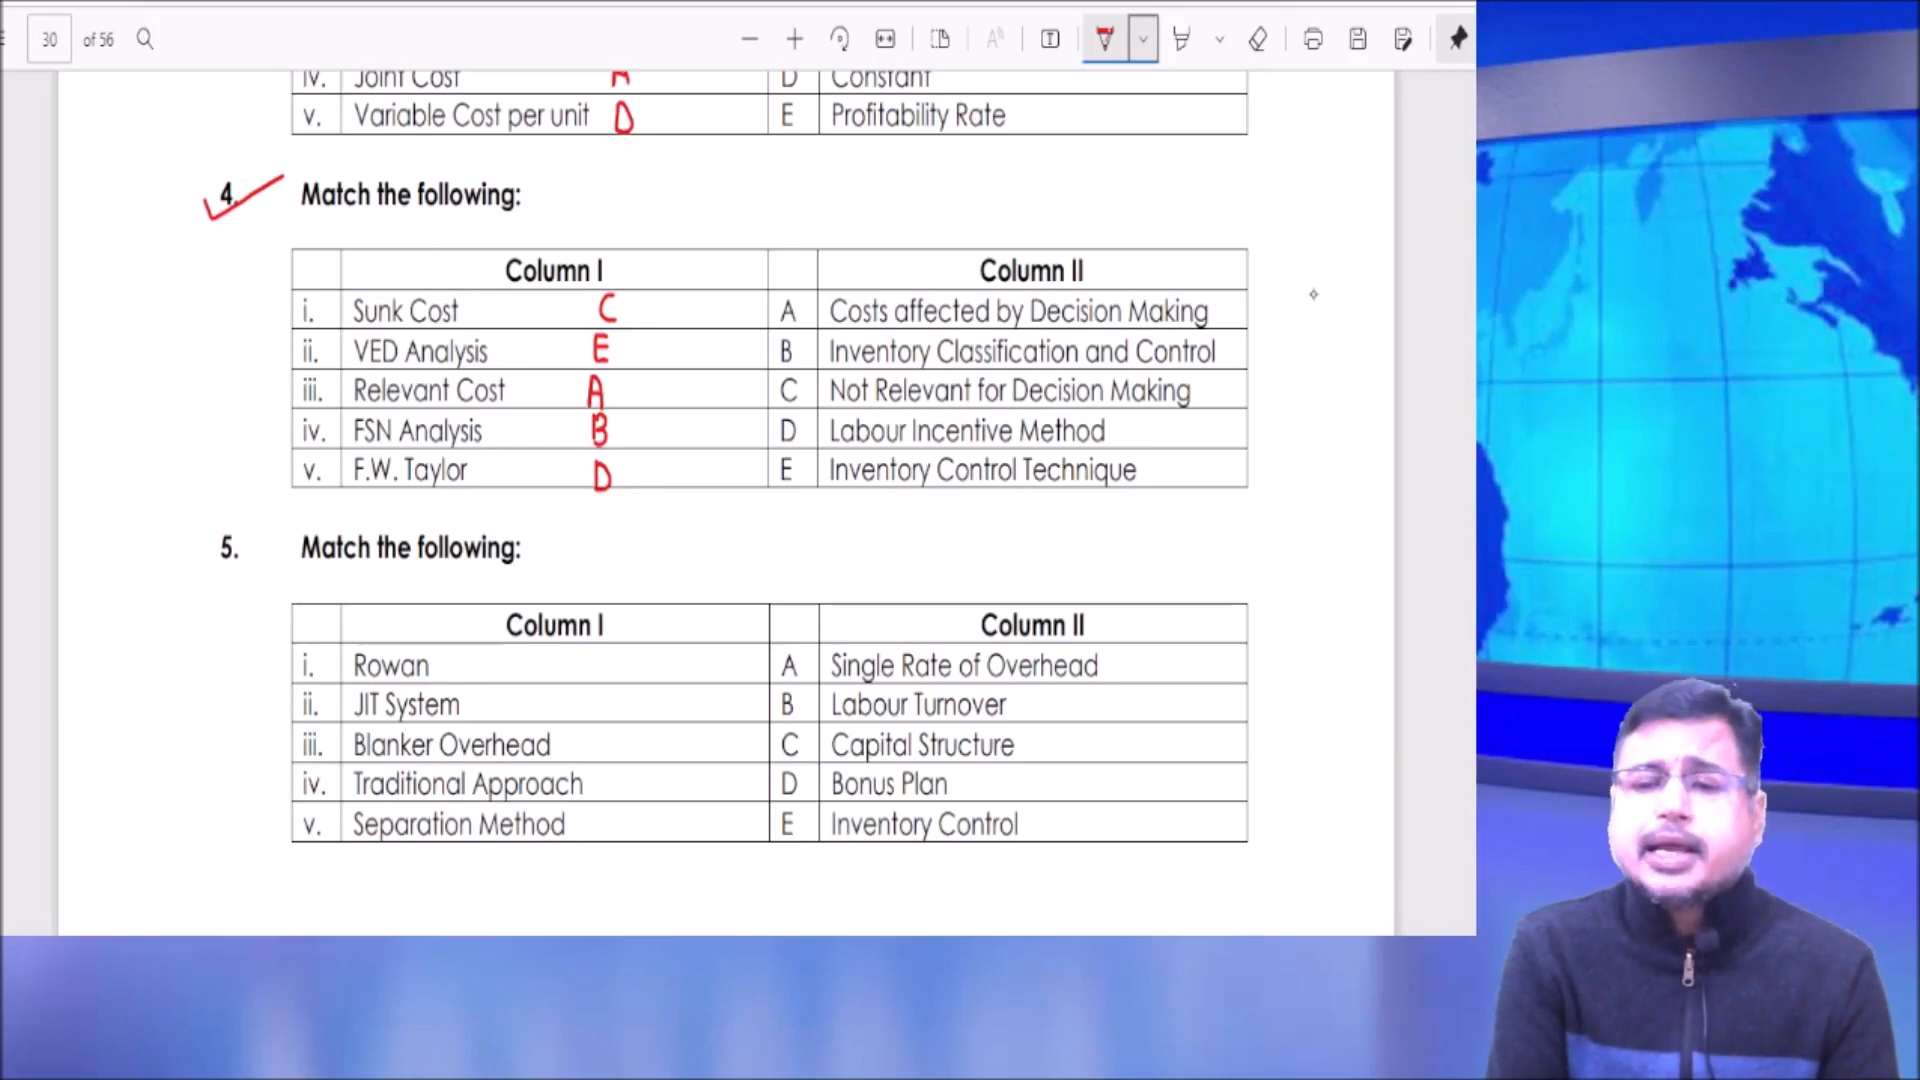 30 of 56
iv. Joint Cost A D Constant
v. Variable Cost per unit D E Profitability Rate
4. Match the following:
Column I Column II
i. Sunk Cost C A Costs affected by Decision Making
ii. VED Analysis E B Inventory Classification and Control
iii. Relevant Cost A C Not Relevant for Decision Making
iv. FSN Analysis B D Labour Incentive Method
v. F.W. Taylor D E Inventory Control Technique
5. Match the following:
Column I Column II
i. Rowan A Single Rate of Overhead
ii. JIT System B Labour Turnover
iii. Blanker Overhead C Capital Structure
iv. Traditional Approach D Bonus Plan
v. Separation Method E Inventory Control